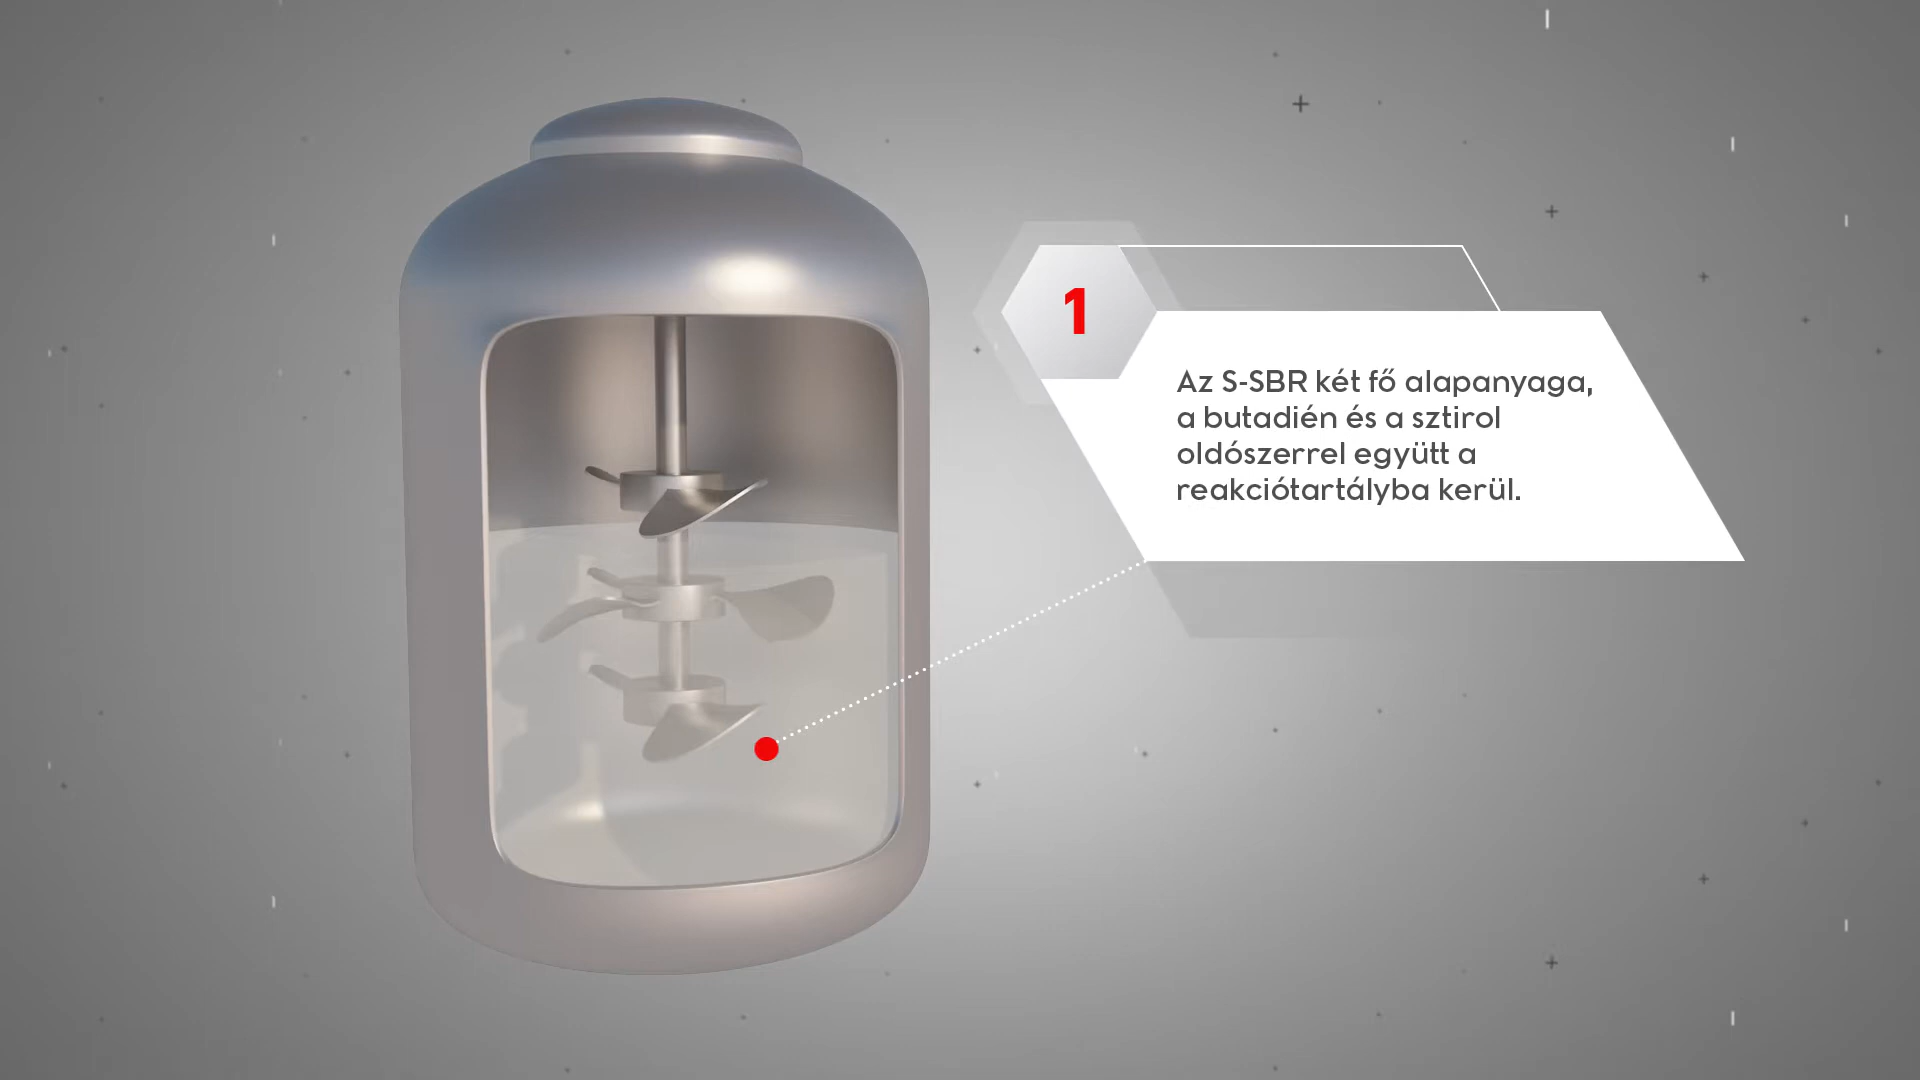 1
Az S-SBR két fő alapanyaga,
a butadién és a sztirol
oldószerrel együtt a
reakciótartályba kerül.